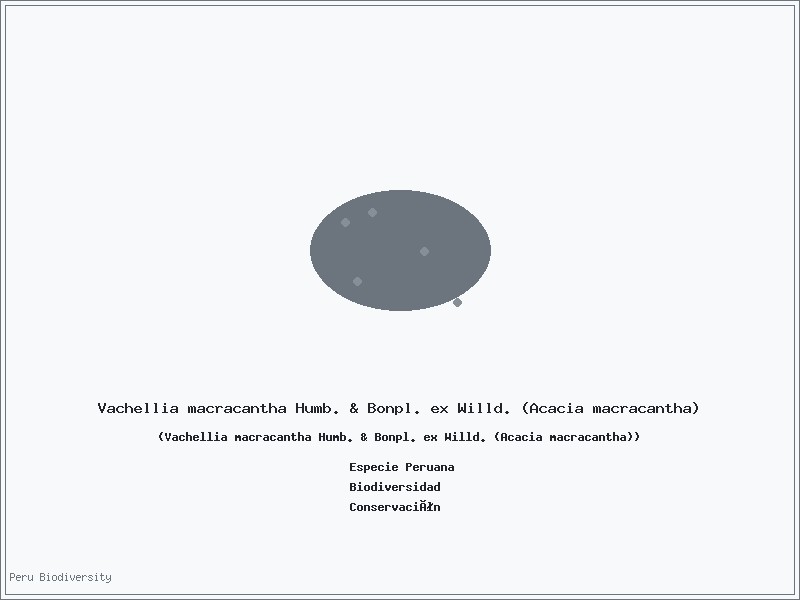 Vachellia macracantha Humb. & Bonpl. ex Willd. (Acacia macracantha)
(Vachellia macracantha Humb. & Bonpl. ex Willd. (Acacia macracantha))
Especie Peruana
Biodiversidad
ConservaciÃłn
Peru Biodiversity